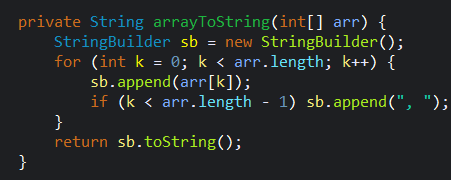 private String arrayToString(int[] arr) {
    StringBuilder sb = new StringBuilder();
    for (int k = 0; k < arr.length; k++) {
        sb.append(arr[k]);
        if (k < arr.length - 1) sb.append(", ");
    }
    return sb.toString();
}